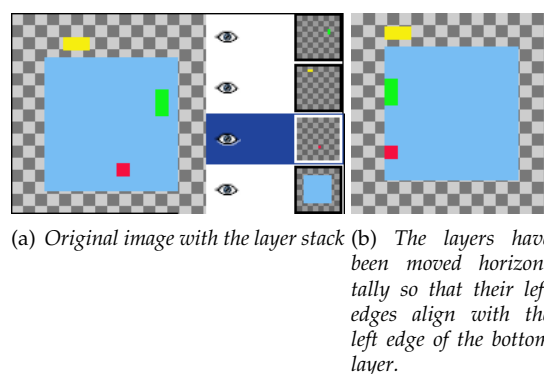 (a) Original image with the layer stack
(b) The layers have
been moved horizon-
tally so that their left
edges align with the
left edge of the bottom
layer.